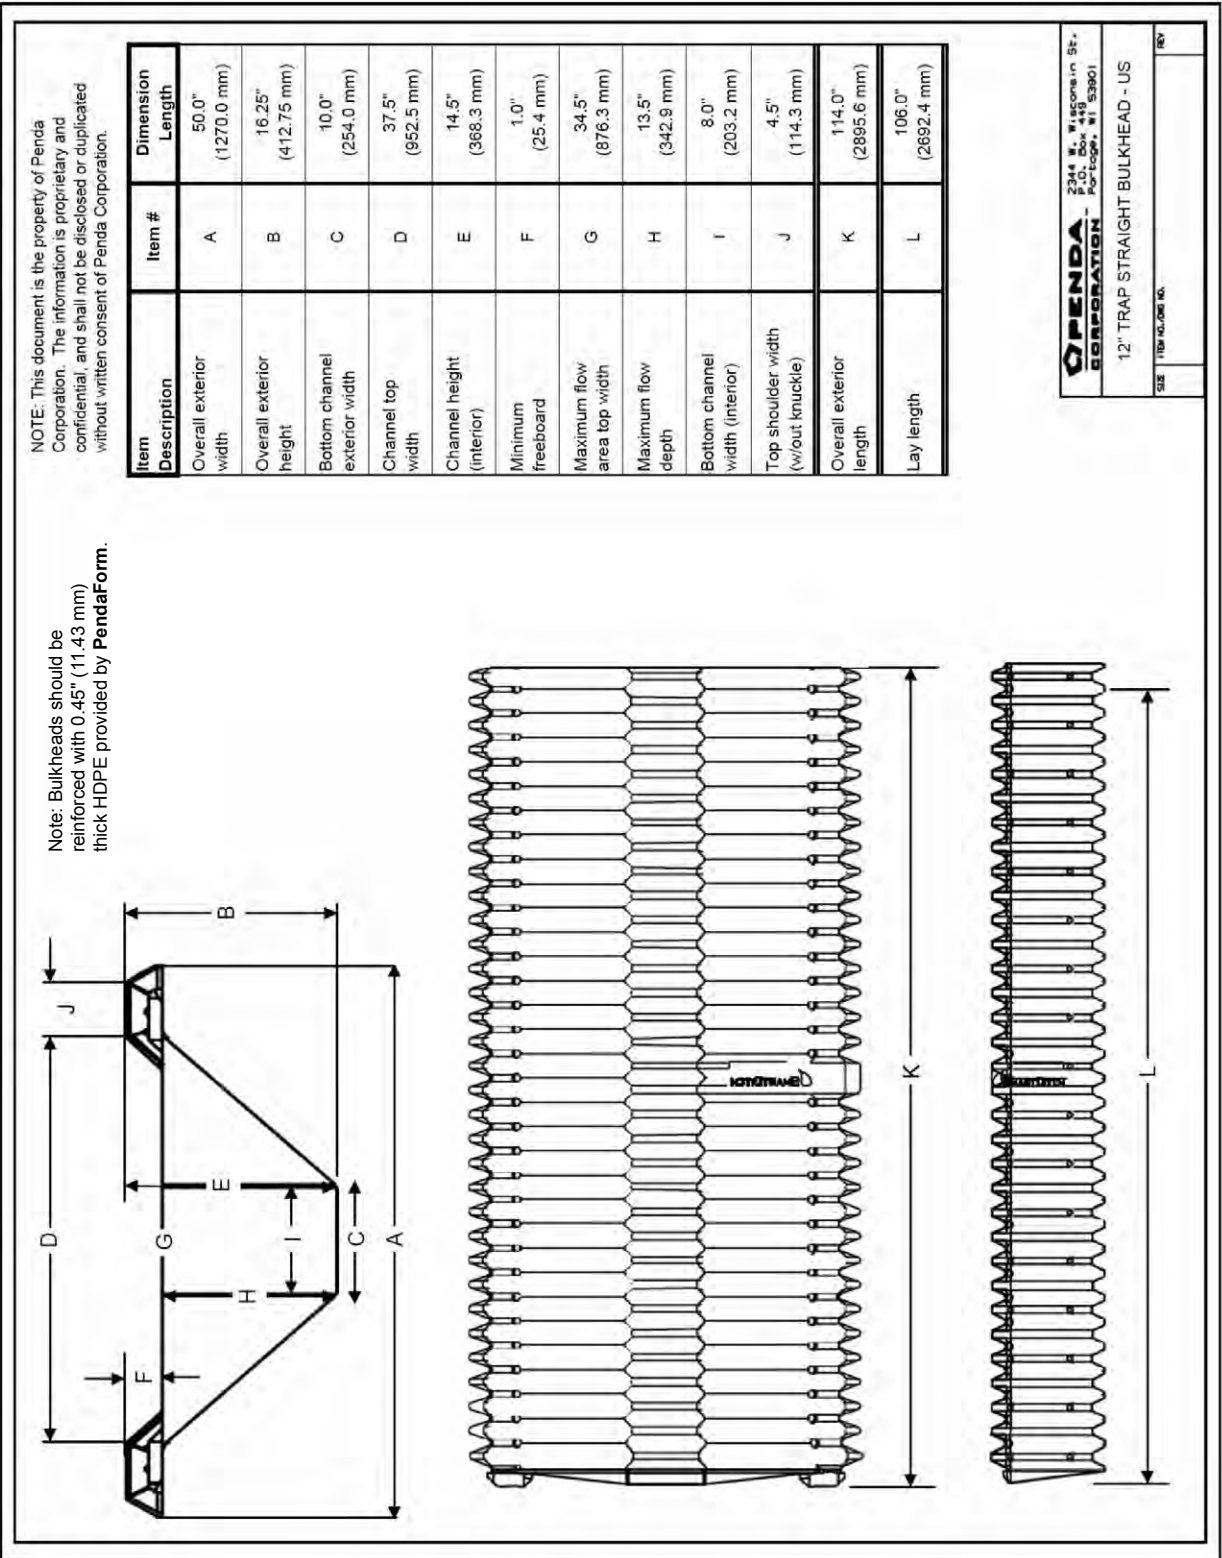 NOTE: This document is the property of Penda
Corporation. The information is proprietary and
confidential, and shall not be disclosed or duplicated
without written consent of Penda Corporation.
Note: Bulkheads should be
reinforced with 0.45" (11.43 mm)
thick HDPE provided by PendaForm.
Item Description Item # Dimension Length
Overall exterior width A 50.0" (1270.0 mm)
Overall exterior height B 16.25" (412.75 mm)
Bottom channel exterior width C 10.0" (254.0 mm)
Channel top width D 37.5" (952.5 mm)
Channel height (interior) E 14.5" (368.3 mm)
Minimum freeboard F 1.0" (25.4 mm)
Maximum flow area top width G 34.5" (876.3 mm)
Maximum flow depth H 13.5" (342.9 mm)
Bottom channel width (interior) I 8.0" (203.2 mm)
Top shoulder width (w/out knuckle) J 4.5" (114.3 mm)
Overall exterior length K 114.0" (2895.6 mm)
Lay length L 106.0" (2692.4 mm)
D
J
F
G
E
B
H
I
C
A
K
L
PENDA
CORPORATION
2344 W. Wisconsin St.
P.O. Box 449
Portage, WI 53901
12" TRAP STRAIGHT BULKHEAD - US
SIZE
ITEM NO./DWG NO.
REV